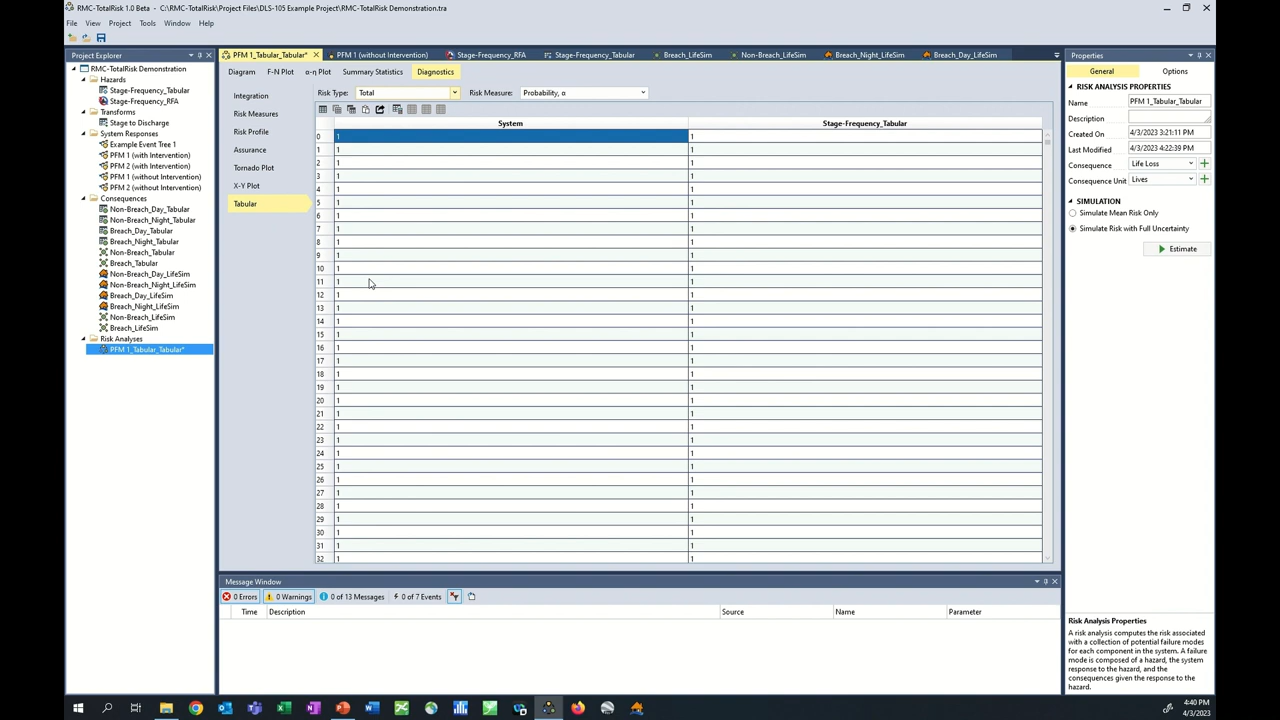 RMC-TotalRisk 1.0 Beta - C:\RMC-TotalRisk\Project Files\DLS-105 Example Project\RMC-TotalRisk Demonstration.tra
File View Project Tools Window Help
Project Explorer
RMC-TotalRisk Demonstration
Hazards
Stage-Frequency_Tabular
Stage-Frequency_RFA
Transforms
Stage to Discharge
System Responses
Example Event Tree 1
PFM 1 (with Intervention)
PFM 2 (with Intervention)
PFM 1 (without Intervention)
PFM 2 (without Intervention)
Consequences
Non-Breach_Day_Tabular
Non-Breach_Night_Tabular
Breach_Day_Tabular
Breach_Night_Tabular
Non-Breach_Tabular
Breach_Tabular
Non-Breach_Day_LifeSim
Non-Breach_Night_LifeSim
Breach_Day_LifeSim
Breach_Night_LifeSim
Non-Breach_LifeSim
Breach_LifeSim
Risk Analyses
PFM 1_Tabular_Tabular*
PFM 1_Tabular_Tabular* PFM 1 (without Intervention) Stage-Frequency_RFA Stage-Frequency_Tabular Breach_LifeSim Non-Breach_LifeSim Breach_Night_LifeSim Breach_Day_LifeSim
Diagram F-N Plot α-η Plot Summary Statistics Diagnostics
Integration
Risk Measures
Risk Profile
Assurance
Tornado Plot
X-Y Plot
Tabular
Risk Type: Total Risk Measure: Probability, α
System Stage-Frequency_Tabular
0 1 1
1 1 1
2 1 1
3 1 1
4 1 1
5 1 1
6 1 1
7 1 1
8 1 1
9 1 1
10 1 1
11 1 1
12 1 1
13 1 1
14 1 1
15 1 1
16 1 1
17 1 1
18 1 1
19 1 1
20 1 1
21 1 1
22 1 1
23 1 1
24 1 1
25 1 1
26 1 1
27 1 1
28 1 1
29 1 1
30 1 1
31 1 1
32 1 1
Message Window
0 Errors 0 Warnings 0 of 13 Messages 0 of 7 Events
Time Description Source Name Parameter
Properties
General Options
RISK ANALYSIS PROPERTIES
Name PFM 1_Tabular_Tabular
Description
Created On 4/3/2023 3:21:11 PM
Last Modified 4/3/2023 4:22:39 PM
Consequence Life Loss
Consequence Unit Lives
SIMULATION
Simulate Mean Risk Only
Simulate Risk with Full Uncertainty
Estimate
Risk Analysis Properties
A risk analysis computes the risk associated
with a collection of potential failure modes
for each component in the system. A failure
mode is composed of a hazard, the system
response to the hazard, and the
consequences given the response to the
hazard.
4:40 PM
4/3/2023